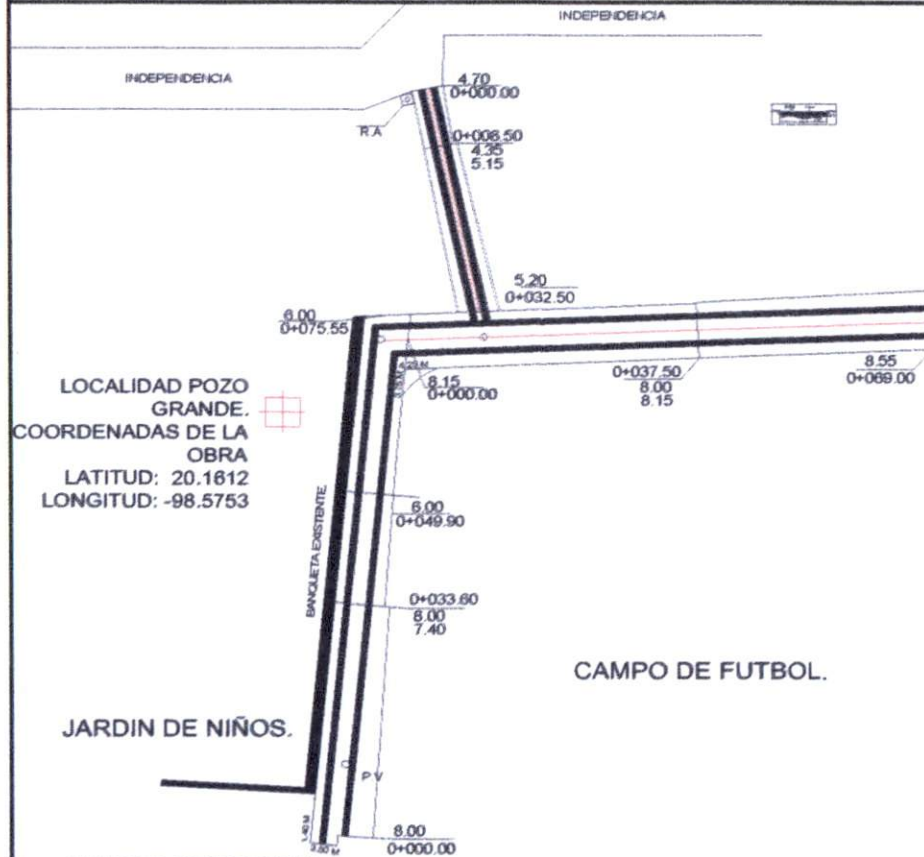 INDEPENDENCIA
INDEPENDENCIA
4.70
0+000.00
R.A
0+008.50
4.35
5.15
5.20
0+032.50
6.00
0+075.55
LOCALIDAD POZO
GRANDE.
COORDENADAS DE LA
OBRA
LATITUD: 20.1612
LONGITUD: -98.5753
8.15
0+000.00
0+037.50
8.00
8.15
8.55
0+069.00
BANQUETA EXISTENTE
6.00
0+049.90
0+033.60
8.00
7.40
CAMPO DE FUTBOL.
JARDIN DE NIÑOS.
P.V
1.40 M
8.00
0+000.00